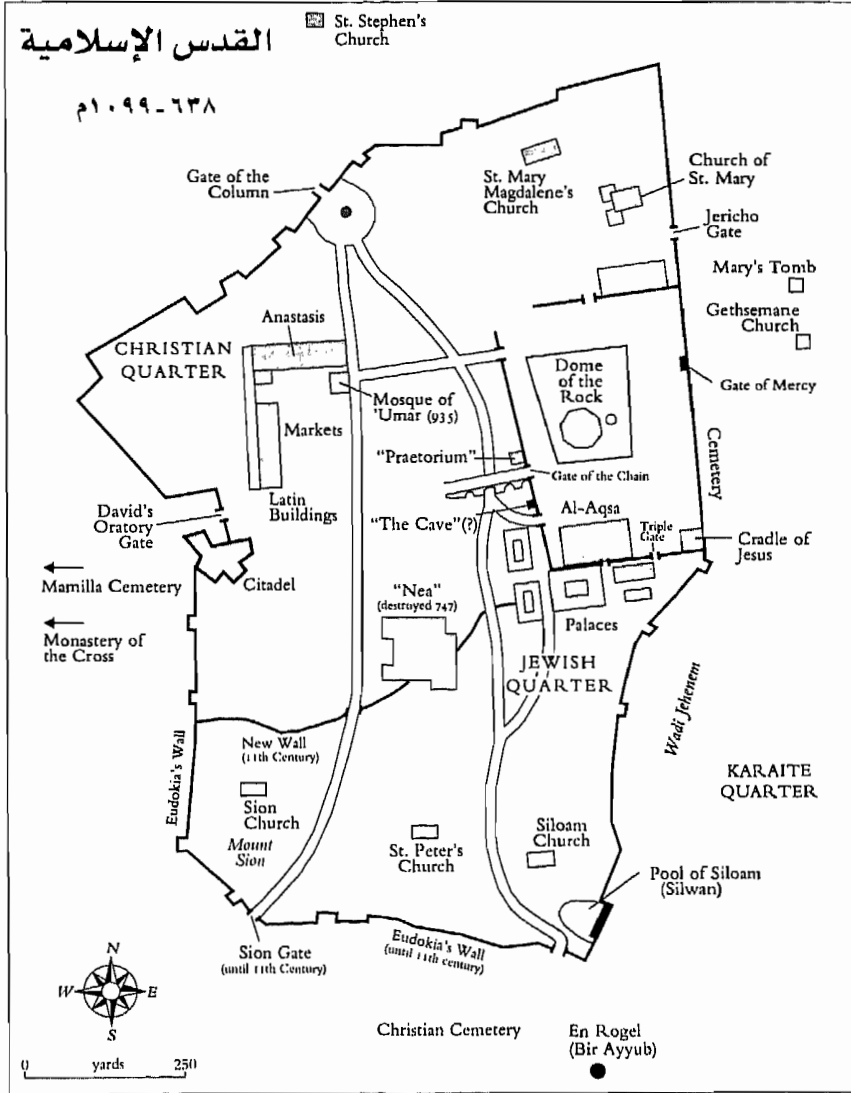 القدس الإسلامية
٦٣٨-١٠٩٩م
St. Stephen's
Church
Gate of the
Column
St. Mary
Magdalene's
Church
Church of
St. Mary
Jericho
Gate
Mary's Tomb
Gethsemane
Church
Anastasis
CHRISTIAN
QUARTER
Dome
of the
Rock
Gate of Mercy
Mosque of
'Umar (935)
Markets
"Praetorium"
Gate of the Chain
Cemetery
Latin
Buildings
David's
Oratory
Gate
"The Cave"(?)
Al-Aqsa
Triple
Gate
Cradle of
Jesus
Mamilla Cemetery
Citadel
"Nea"
(destroyed 747)
Monastery of
the Cross
Palaces
JEWISH
QUARTER
Wadi Jehenem
Eudokia's Wall
New Wall
(11th Century)
KARAITE
QUARTER
Sion
Church
Mount
Sion
St. Peter's
Church
Siloam
Church
Pool of Siloam
(Silwan)
Sion Gate
(until 11th Century)
Eudokia's Wall
(until 11th century)
N
W
E
S
Christian Cemetery
En Rogel
(Bir Ayyub)
0 yards 250